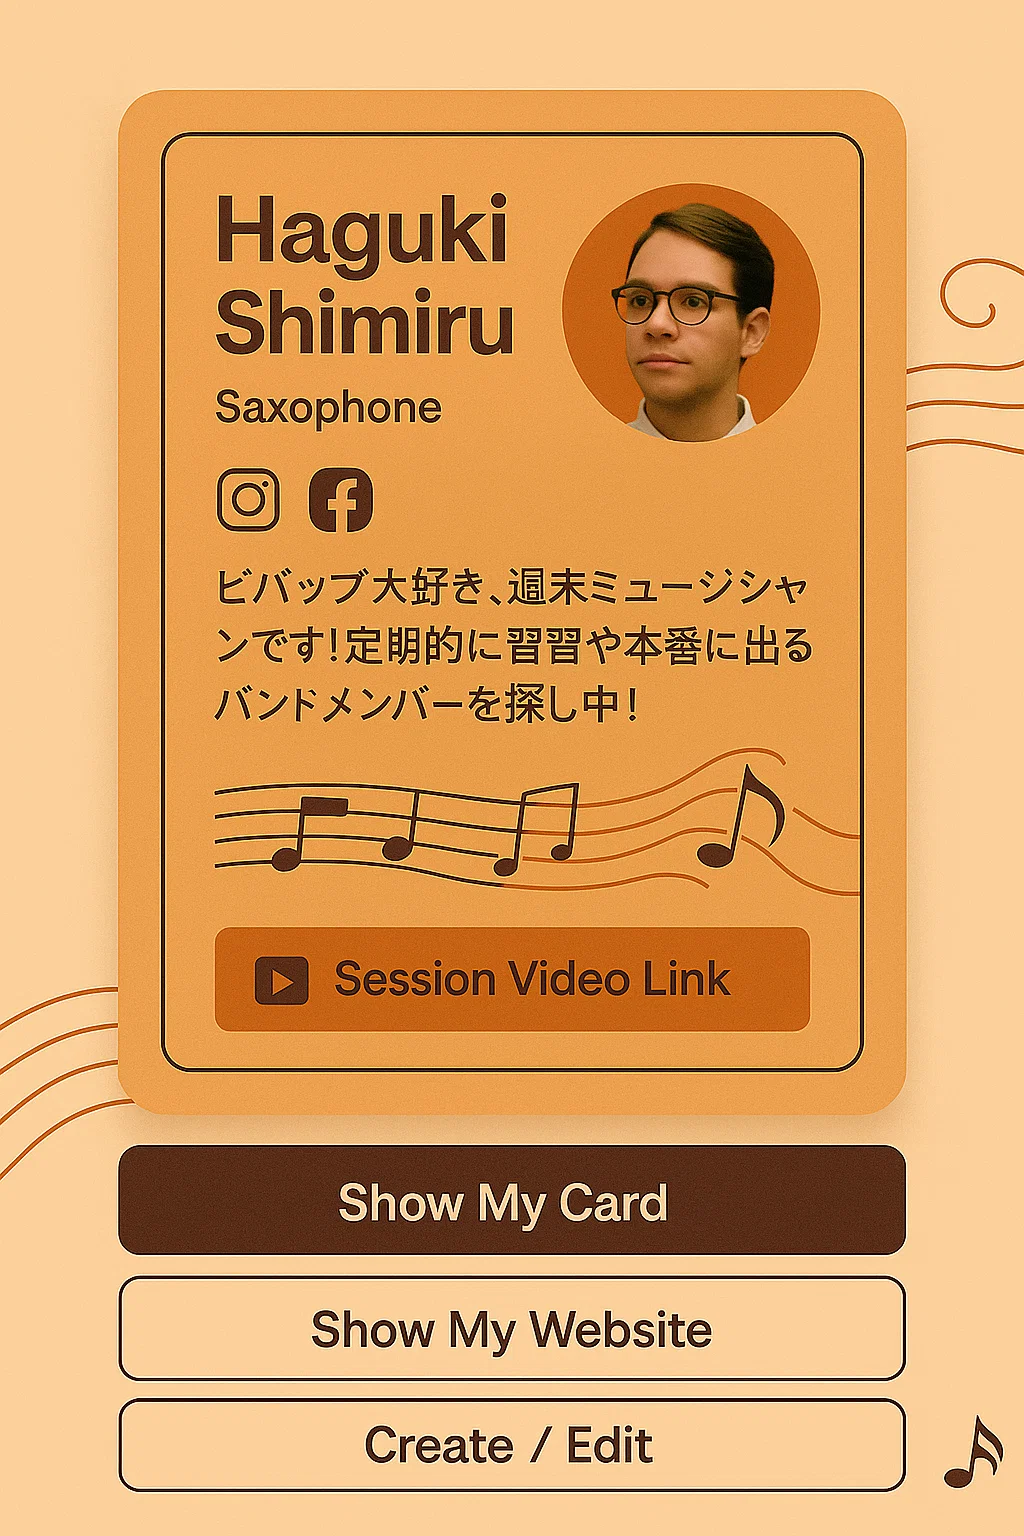 Haguki
Shimiru
Saxophone
ビバップ大好き、週末ミュージシャ
ンです!定期的に習習や本番に出る
バンドメンバーを探し中!
Session Video Link
Show My Card
Show My Website
Create / Edit